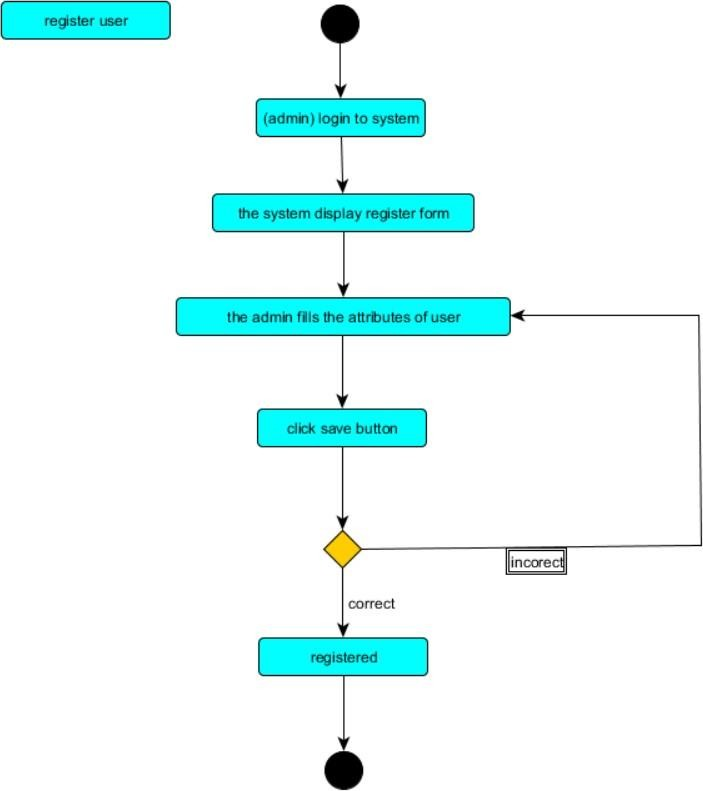 register user
(admin) login to system
the system display register form
the admin fills the attributes of user
click save button
incorect
correct
registered